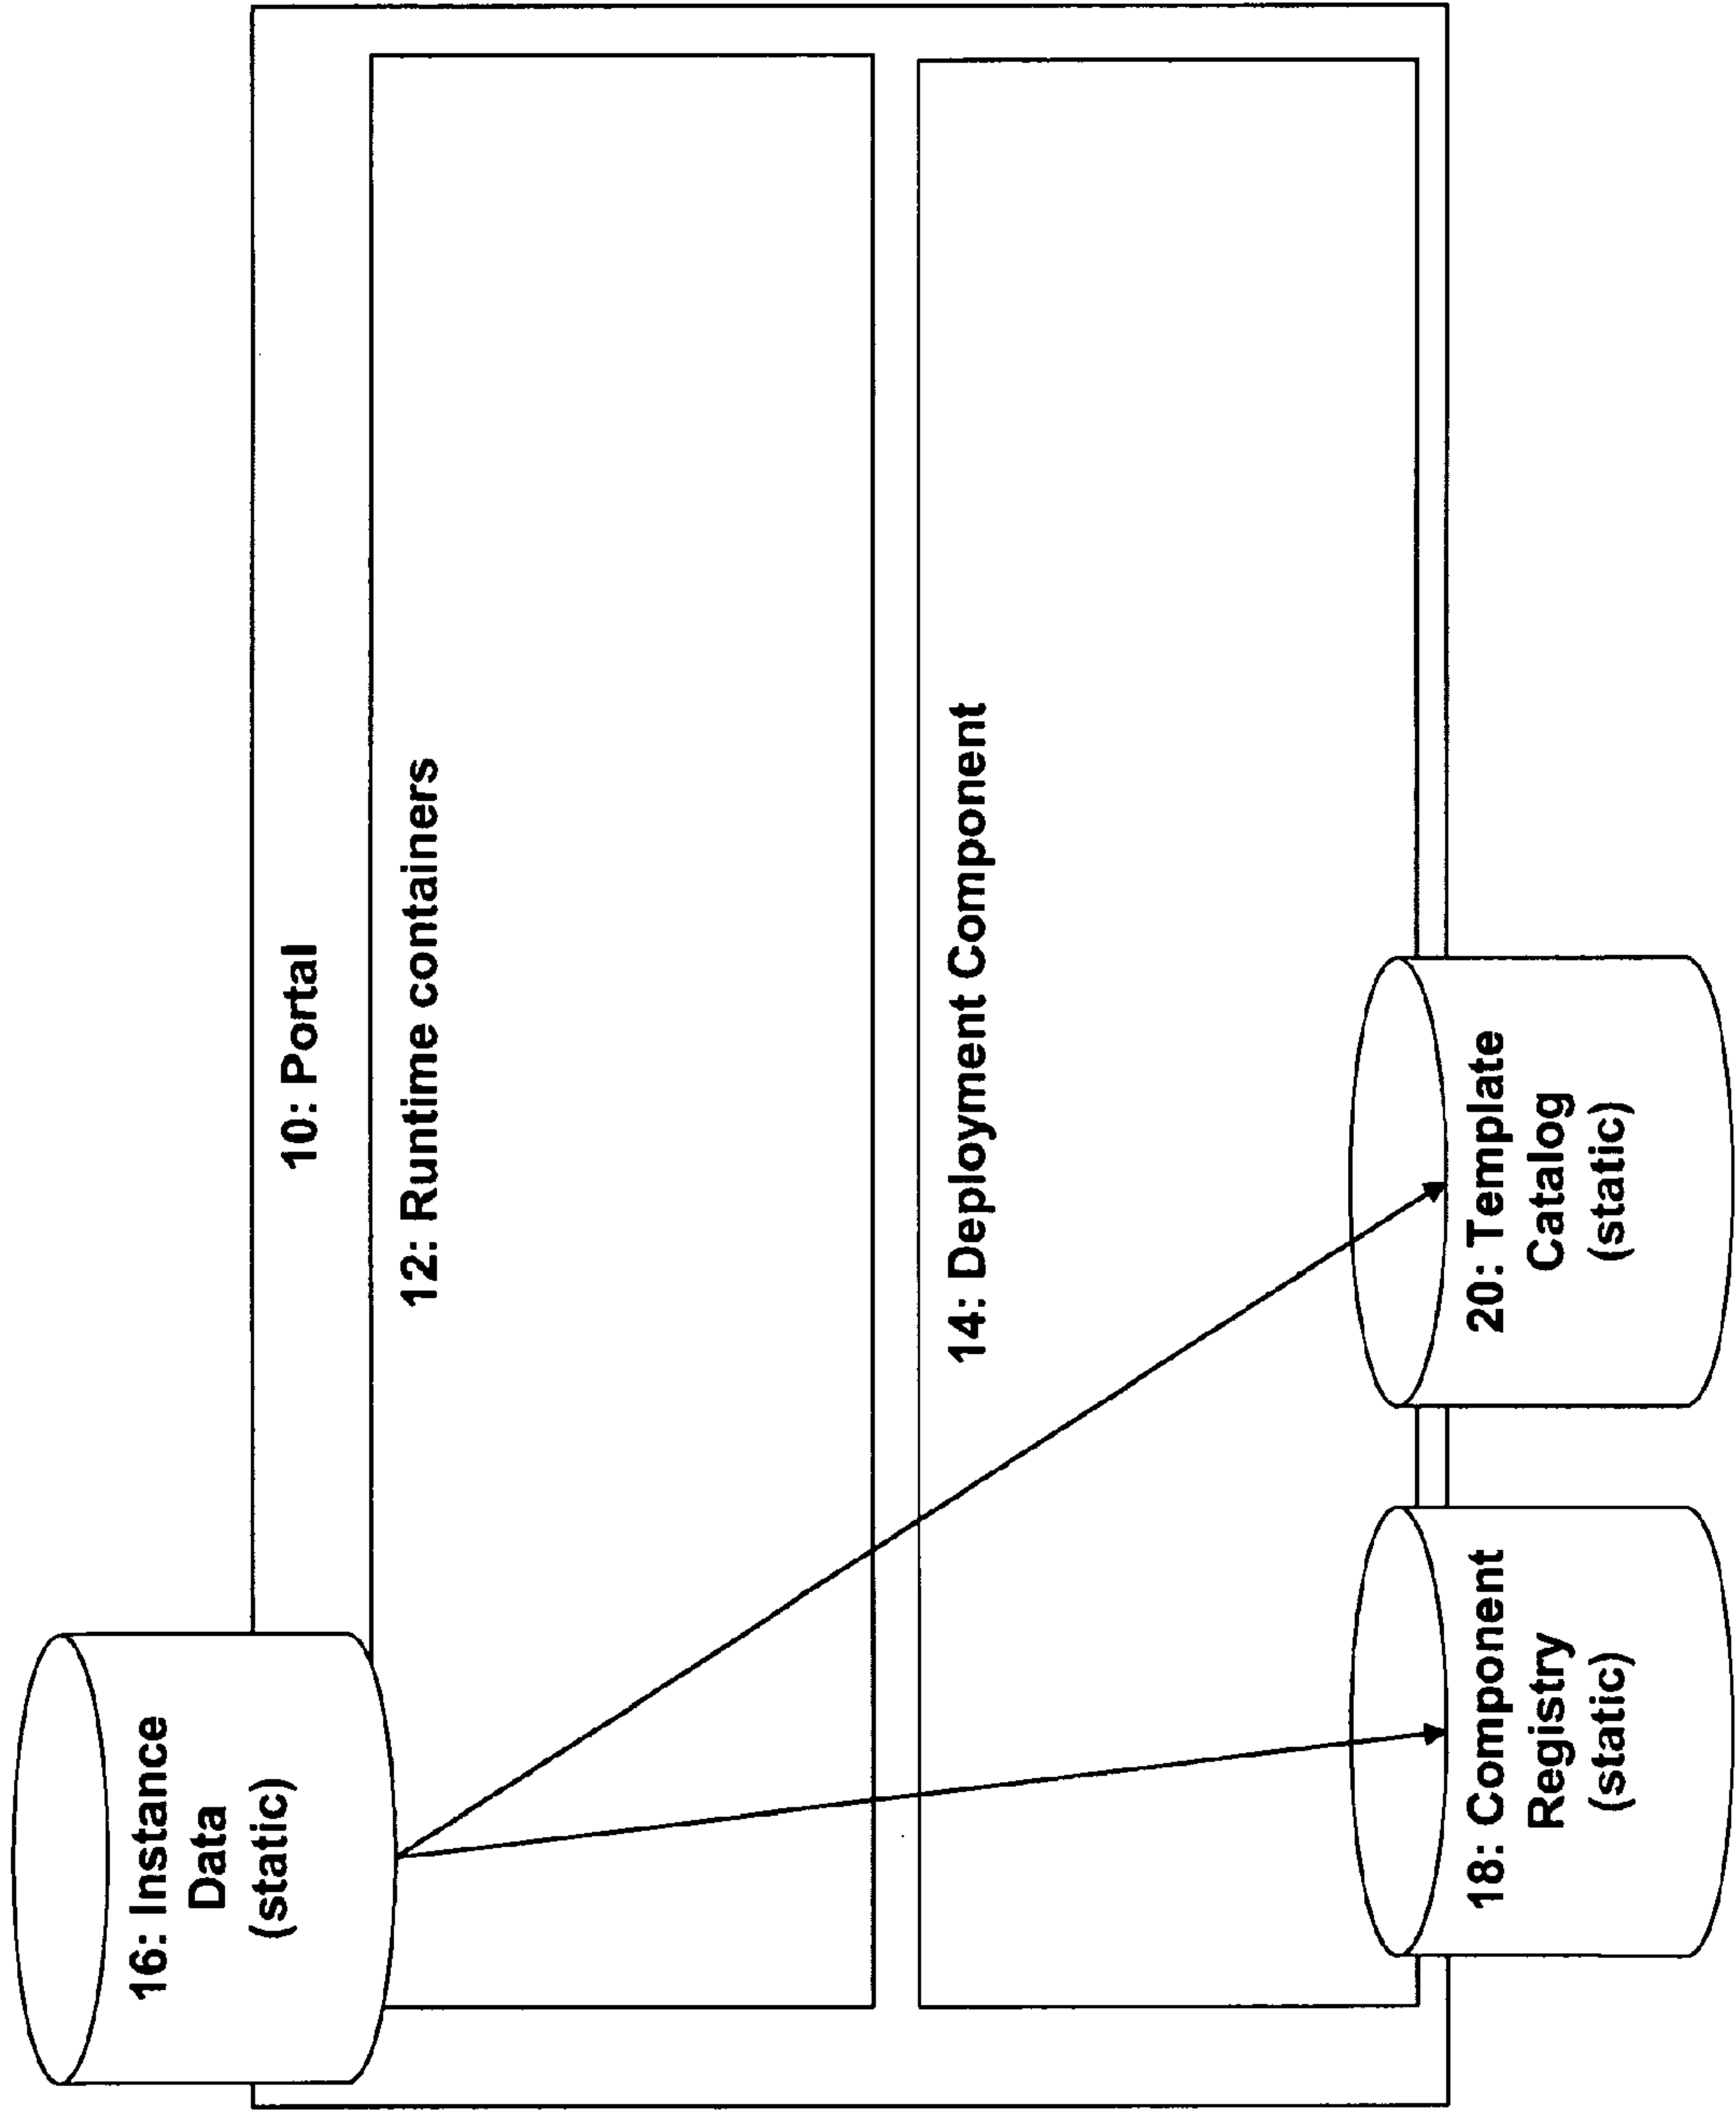 16: Instance
Data
(static)
10: Portal
12: Runtime containers
14: Deployment Component
18: Component
Registry
(static)
20: Template
Catalog
(static)